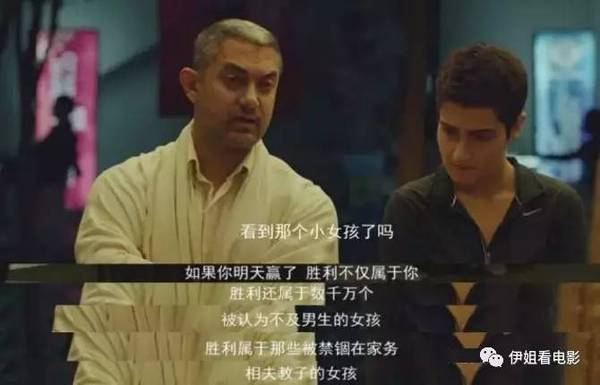 看到那个小女孩了吗
如果你明天赢了 胜利不仅属于你
胜利还属于数千万个
被认为不及男生的女孩
胜利属于那些被禁锢在家务
相夫教子的女孩
伊姐看电影